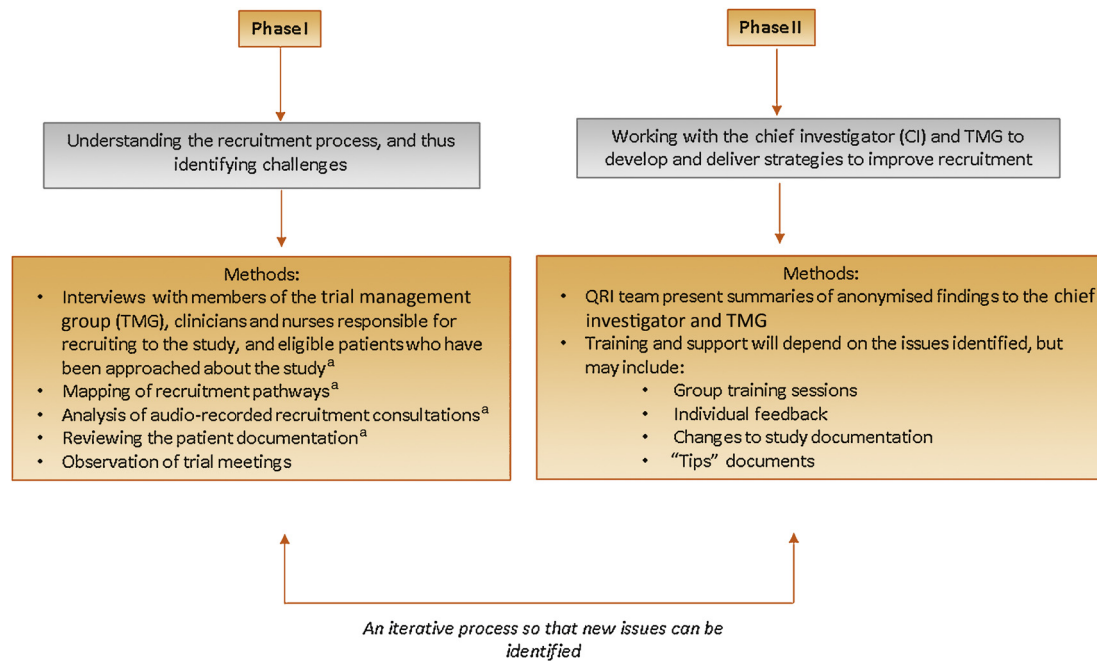 Phase I
Understanding the recruitment process, and thus
identifying challenges
Methods:
• Interviews with members of the trial management
group (TMG), clinicians and nurses responsible for
recruiting to the study, and eligible patients who have
been approached about the study a
• Mapping of recruitment pathways a
• Analysis of audio-recorded recruitment consultations a
• Reviewing the patient documentation a
• Observation of trial meetings
Phase II
Working with the chief investigator (CI) and TMG to
develop and deliver strategies to improve recruitment
Methods:
• QRI team present summaries of anonymised findings to the chief
investigator and TMG
• Training and support will depend on the issues identified, but
may include:
• Group training sessions
• Individual feedback
• Changes to study documentation
• “Tips” documents
An iterative process so that new issues can be
identified